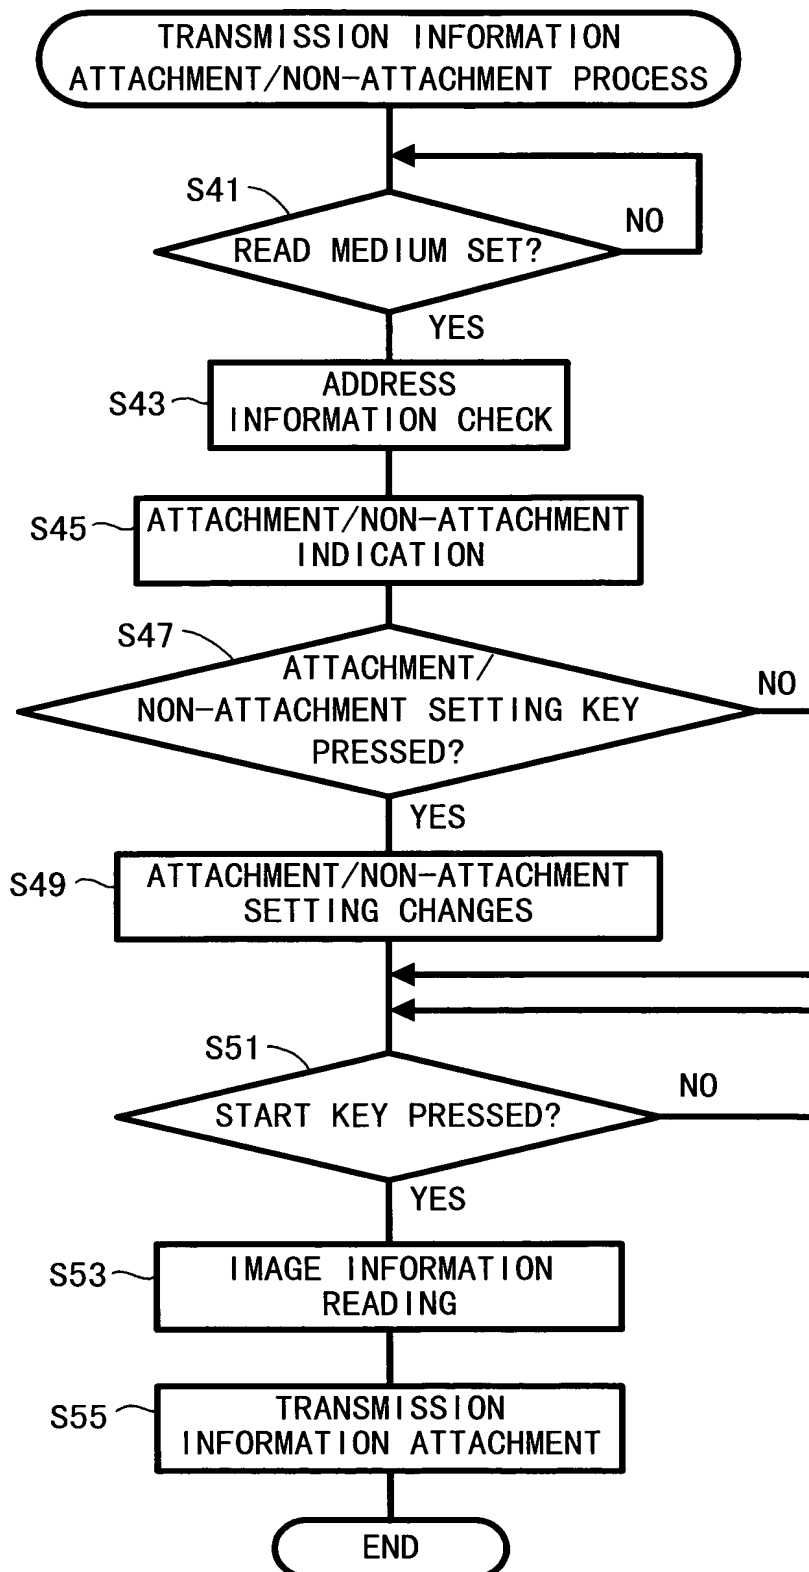 TRANSMISSION INFORMATION
ATTACHMENT/NON-ATTACHMENT PROCESS
S41
NO
READ MEDIUM SET?
YES
S43
ADDRESS
INFORMATION CHECK
S45
ATTACHMENT/NON-ATTACHMENT
INDICATION
S47
ATTACHMENT/
NON-ATTACHMENT SETTING KEY
PRESSED?
NO
YES
S49
ATTACHMENT/NON-ATTACHMENT
SETTING CHANGES
S51
START KEY PRESSED?
NO
YES
S53
IMAGE INFORMATION
READING
S55
TRANSMISSION
INFORMATION ATTACHMENT
END